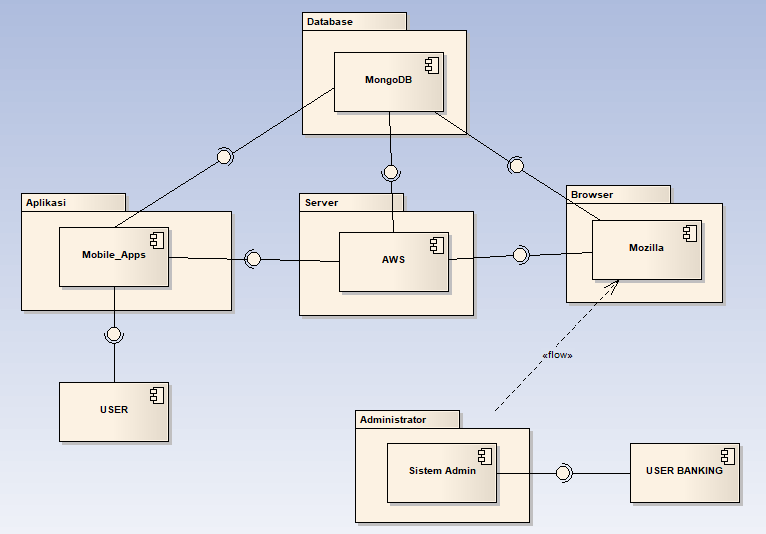 Database
MongoDB
Aplikasi
Mobile_Apps
Server
AWS
Browser
Mozilla
«flow»
USER
Administrator
Sistem Admin
USER BANKING